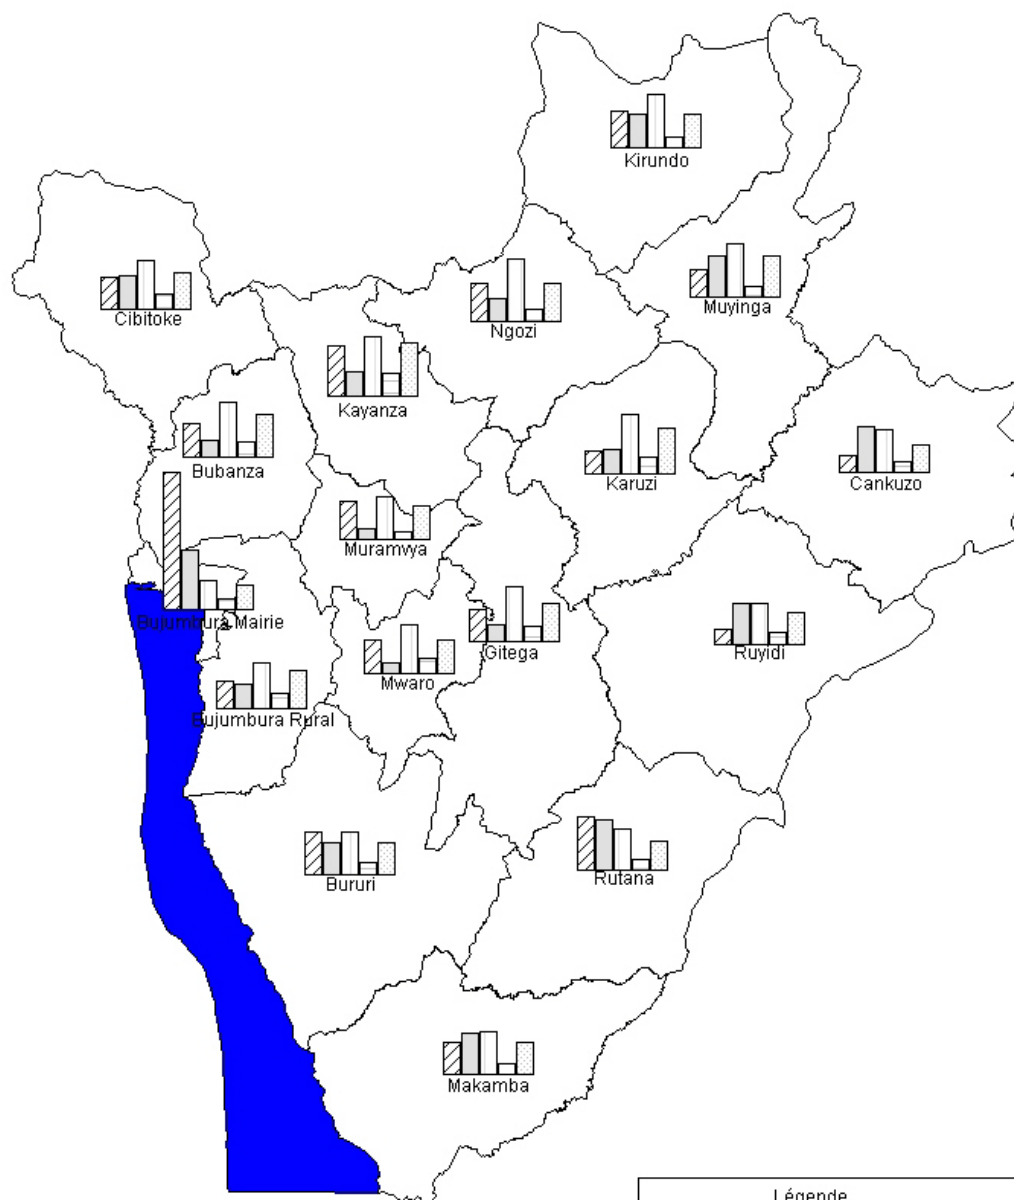 Kirundo
Muyinga
Cibitoke
Ngozi
Kayanza
Bubanza
Karuzi
Cankuzo
Muramvya
Bujumbura Mairie
Gitega
Ruyidi
Mwaro
Bujumbura Rural
Bururi
Rutana
Makamba
Légende